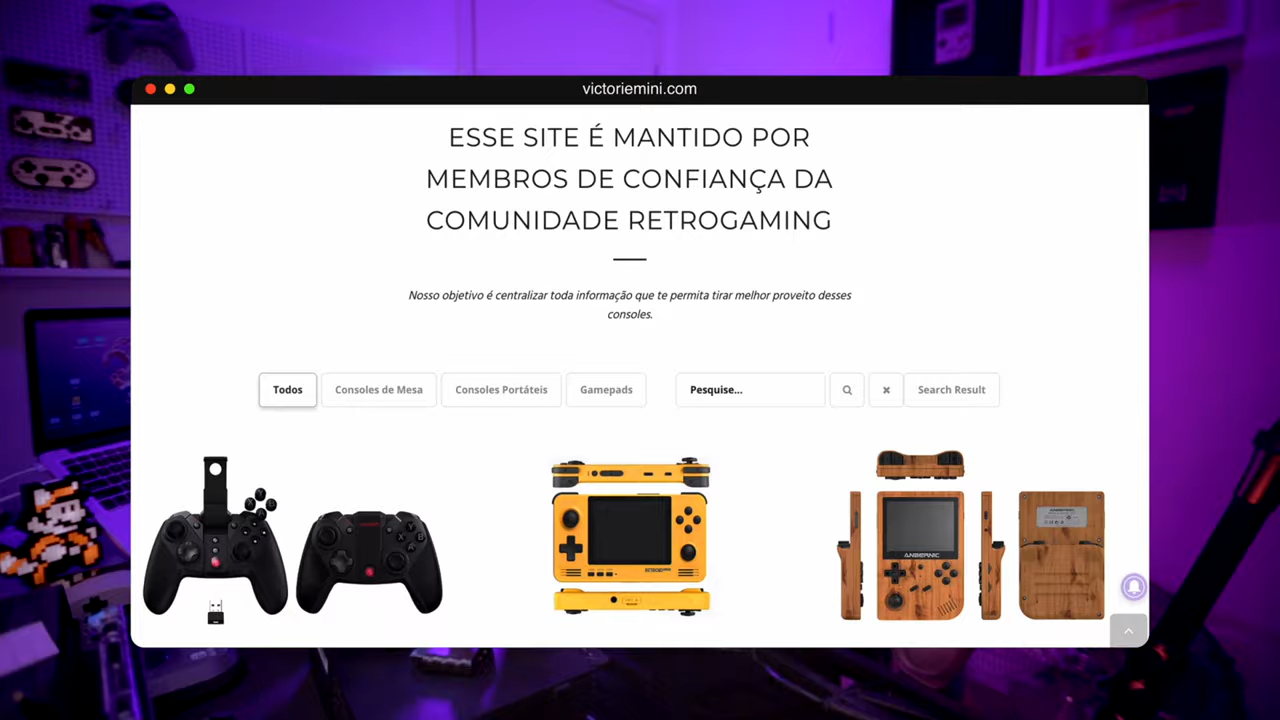 victoriemini.com
ESSE SITE É MANTIDO POR
MEMBROS DE CONFIANÇA DA
COMUNIDADE RETROGAMING
Nosso objetivo é centralizar toda informação que te permita tirar melhor proveito desses
consoles.
Todos
Consoles de Mesa
Consoles Portáteis
Gamepads
Pesquise...
Search Result
ANBERNIC